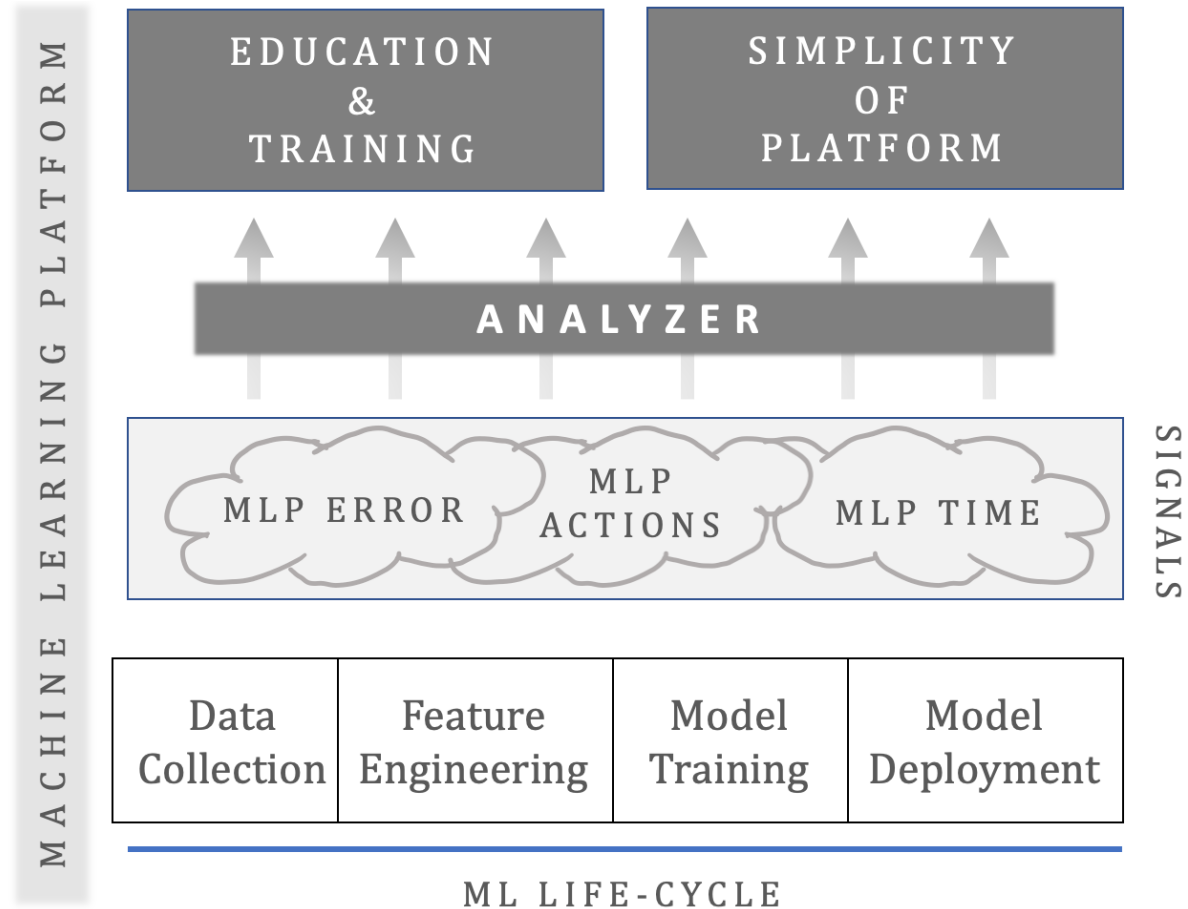 MACHINE LEARNING PLATFORM
EDUCATION
&
TRAINING
SIMPLICITY
OF
PLATFORM
ANALYZER
MLP ERROR
MLP
ACTIONS
MLP TIME
SIGNALS
Data
Collection
Feature
Engineering
Model
Training
Model
Deployment
ML LIFE-CYCLE